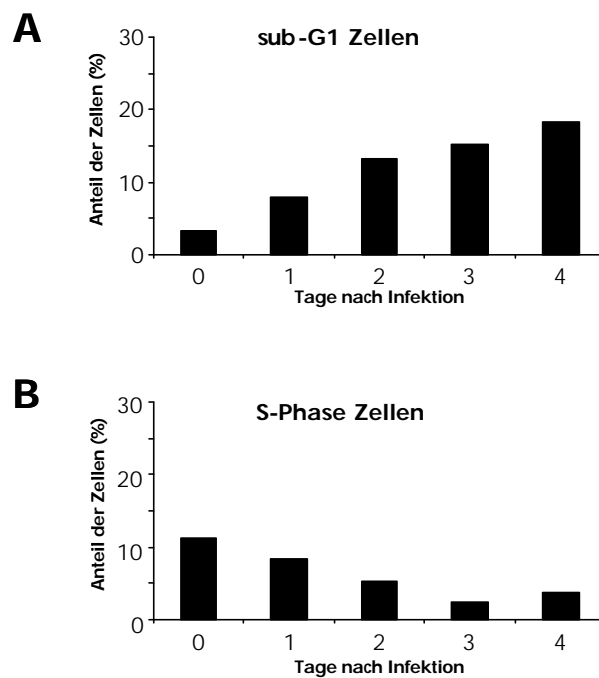 A
sub-G1 Zellen
Anteil der Zellen (%)
30
20
10
0
0 1 2 3 4
Tage nach Infektion
B
S-Phase Zellen
Anteil der Zellen (%)
30
20
10
0
0 1 2 3 4
Tage nach Infektion